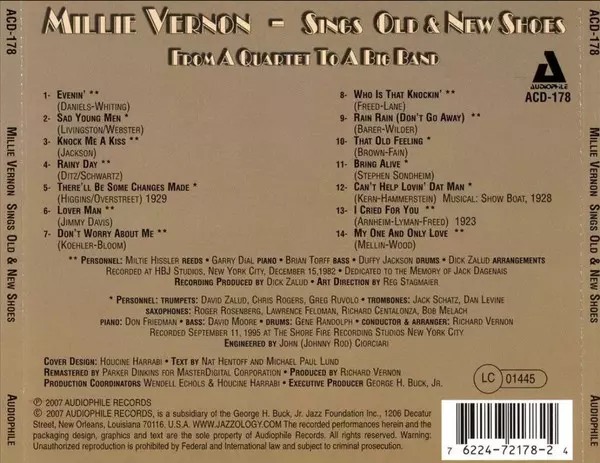 Millie Vernon - Sings Old & New Shoes
From A Quartet To A Big Band
ACD-178
Millie Vernon Sings Old & New Shoes
Audiophile
AUDIOPHILE
ACD-178
1- Evenin' **
(Daniels-Whiting)
2- Sad Young Men *
(Livingston/Webster)
3- Knock Me A Kiss **
(Jackson)
4- Rainy Day **
(Ditz/Schwartz)
5- There'll Be Some Changes Made *
(Higgins/Overstreet) 1929
6- Lover Man **
(Jimmy Davis)
7- Don't Worry About Me **
(Koehler-Bloom)
8- Who Is That Knockin' **
(Freed-Lane)
9- Rain Rain (Don't Go Away) **
(Barer-Wilder)
10- That Old Feeling *
(Brown-Fain)
11- Bring Alive *
(Stephen Sondheim)
12- Can't Help Lovin' Dat Man *
(Kern-Hammerstein) Musical: Show Boat, 1928
13- I Cried For You **
(Arnheim-Lyman-Freed) 1923
14- My One And Only Love **
(Mellin-Wood)
** Personnel: Miltie Hissler reeds • Garry Dial piano • Brian Torff bass • Duffy Jackson drums • Dick Zalud arrangements
Recorded at HBJ Studios, New York City, December 15,1982 • Dedicated to the Memory of Jack Dagenais
Recording Produced by Dick Zalud • Art Direction by Reg Stagmaier
* Personnel: trumpets: David Zalud, Chris Rogers, Greg Ruvolo • trombones: Jack Schatz, Dan Levine
saxophones: Roger Rosenberg, Lawrence Feldman, Richard Centalonza, Bob Melach
piano: Don Friedman • bass: David Moore • drums: Gene Randolph • conductor & arranger: Richard Vernon
Recorded September 11, 1995 at The Shore Fire Recording Studios New York City
Engineered by John (Johnny Rod) Ciorciari
Cover Design: Houcine Harrabi • Text by Nat Hentoff and Michael Paul Lund
Remastered by Parker Dinkins for MasterDigital Corporation • Produced by Richard Vernon
Production Coordinators Wendell Echols & Houcine Harrabi • Executive Producer George H. Buck, Jr.
LC 01445
℗ 2007 AUDIOPHILE RECORDS
© 2007 AUDIOPHILE RECORDS, is a subsidiary of the George H. Buck, Jr. Jazz Foundation Inc., 1206 Decatur
Street, New Orleans, Louisiana 70116. U.S.A. WWW.JAZZOLOGY.COM The recorded performances herein and the
packaging design, graphics and text are the sole property of Audiophile Records. All rights reserved. Warning:
Unauthorized reproduction is prohibited by Federal and International law and subject to criminal prosecution.
7 62247-72178-2 4
ACD-178
Millie Vernon Sings Old & New Shoes
Audiophile